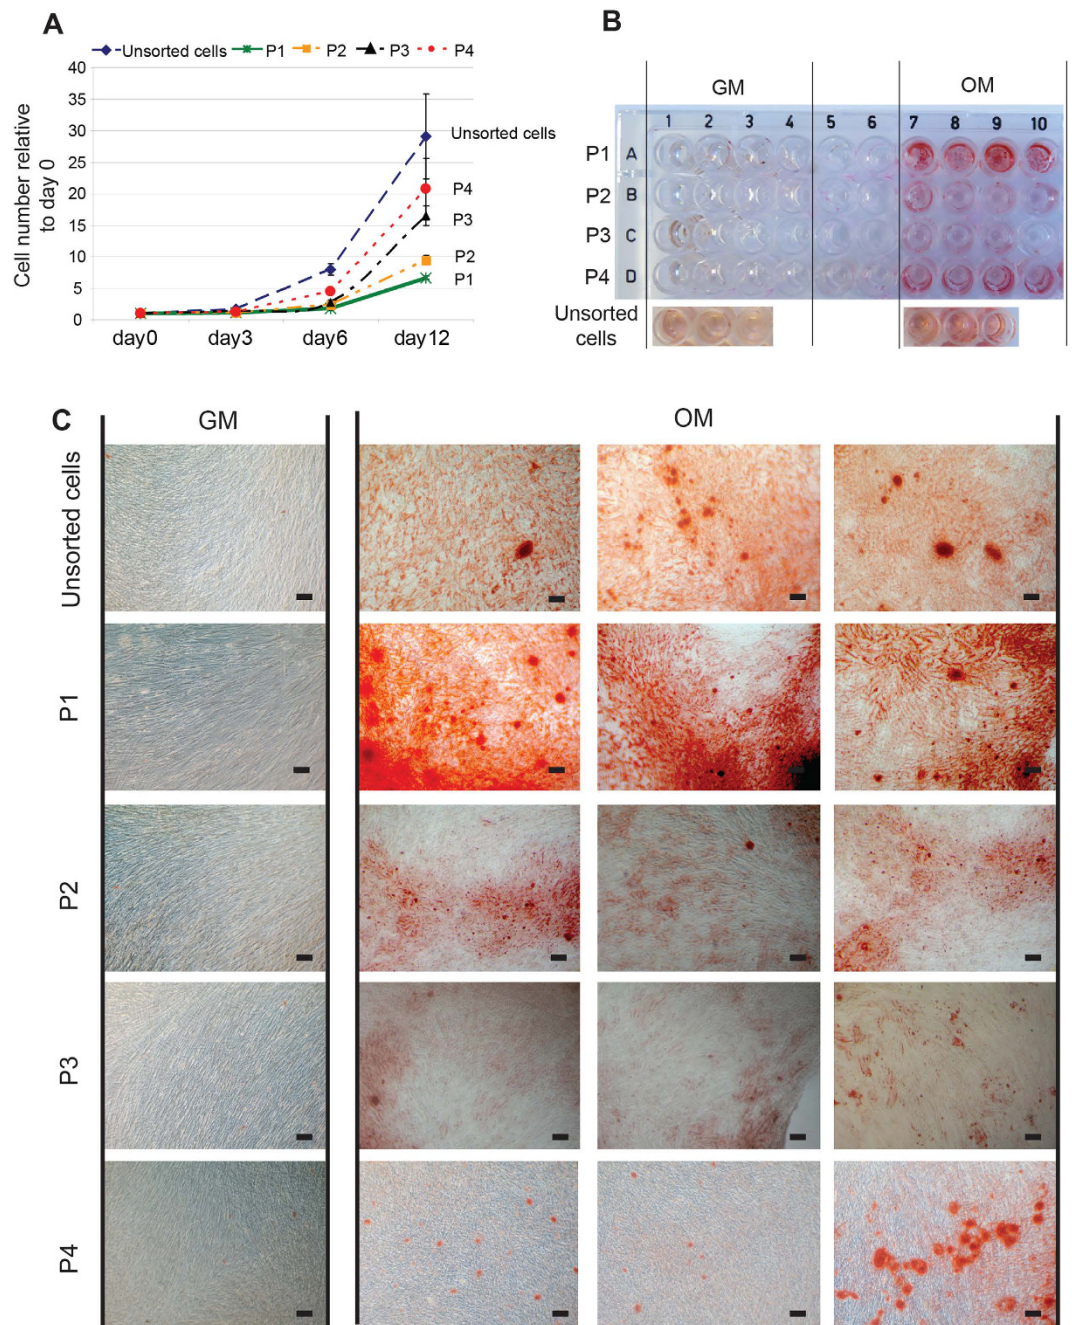 A
Unsorted cells P1 P2 P3 P4
40
35
30
25
20
15
10
5
0
Cell number relative
to day 0
Unsorted cells
P4
P3
P2
P1
day0 day3 day6 day12
B
GM OM
1 2 3 4 5 6 7 8 9 10
P1 A
P2 B
P3 C
P4 D
Unsorted
cells
C
GM OM
Unsorted cells
P1
P2
P3
P4